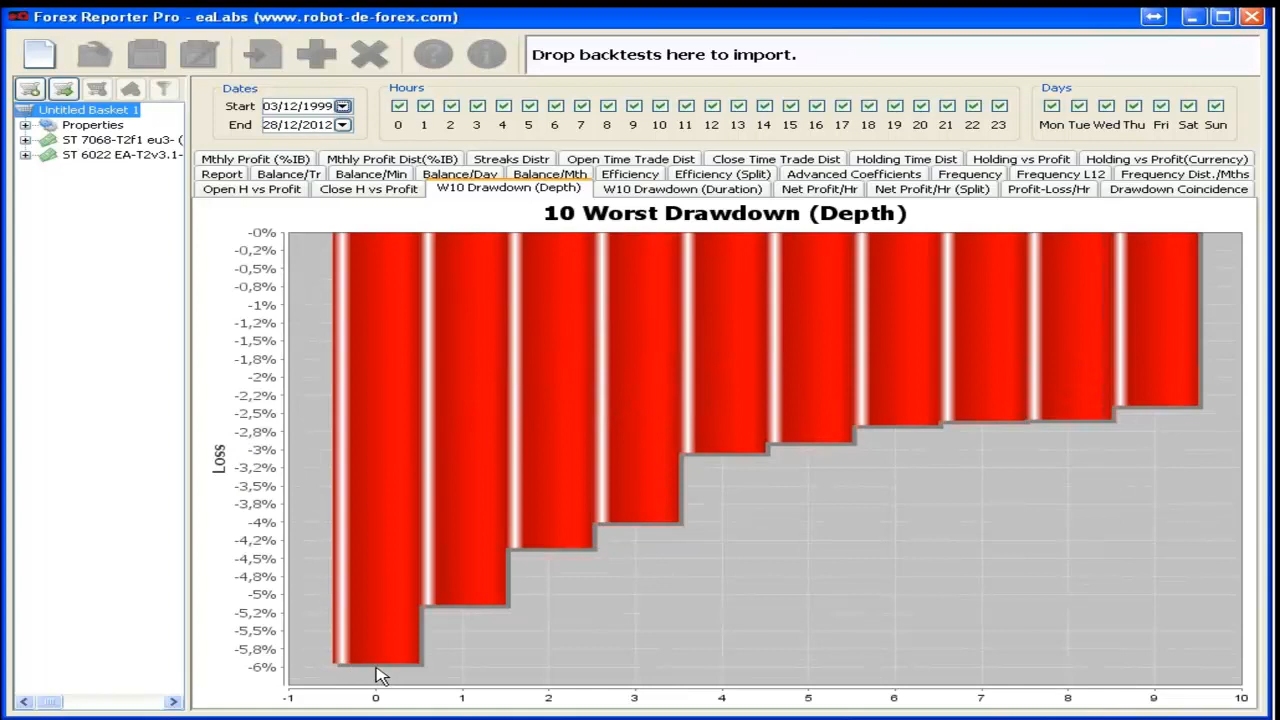 Forex Reporter Pro - eaLabs (www.robot-de-forex.com)
Drop backtests here to import.
Untitled Basket 1
Properties
ST 7068-T2f1 eu3- (
ST 6022 EA-T2v3.1-
Dates
Start 03/12/1999
End 28/12/2012
Hours
0 1 2 3 4 5 6 7 8 9 10 11 12 13 14 15 16 17 18 19 20 21 22 23
Days
Mon Tue Wed Thu Fri Sat Sun
Mthly Profit (%IB) Mthly Profit Dist(%IB) Streaks Distr Open Time Trade Dist Close Time Trade Dist Holding Time Dist Holding vs Profit Holding vs Profit(Currency)
Report Balance/Tr Balance/Min Balance/Day Balance/Mth Efficiency Efficiency (Split) Advanced Coefficients Frequency Frequency L12 Frequency Dist./Mths
Open H vs Profit Close H vs Profit W10 Drawdown (Depth) W10 Drawdown (Duration) Net Profit/Hr Net Profit/Hr (Split) Profit-Loss/Hr Drawdown Coincidence
10 Worst Drawdown (Depth)
Loss
-0%
-0,2%
-0,5%
-0,8%
-1%
-1,2%
-1,5%
-1,8%
-2%
-2,2%
-2,5%
-2,8%
-3%
-3,2%
-3,5%
-3,8%
-4%
-4,2%
-4,5%
-4,8%
-5%
-5,2%
-5,5%
-5,8%
-6%
-1 0 1 2 3 4 5 6 7 8 9 10